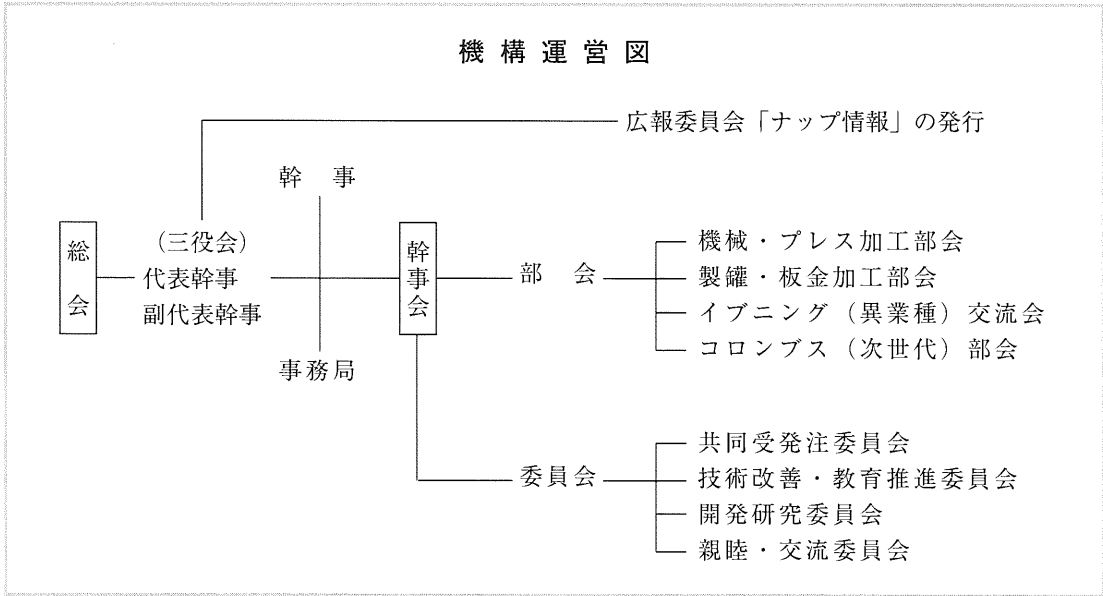 機構運営図
広報委員会「ナップ情報」の発行
幹事
総会
(三役会)
代表幹事
副代表幹事
事務局
幹事会
部会
機械・プレス加工部会
製罐・板金加工部会
イブニング(異業種)交流会
コロンブス(次世代)部会
委員会
共同受発注委員会
技術改善・教育推進委員会
開発研究委員会
親睦・交流委員会